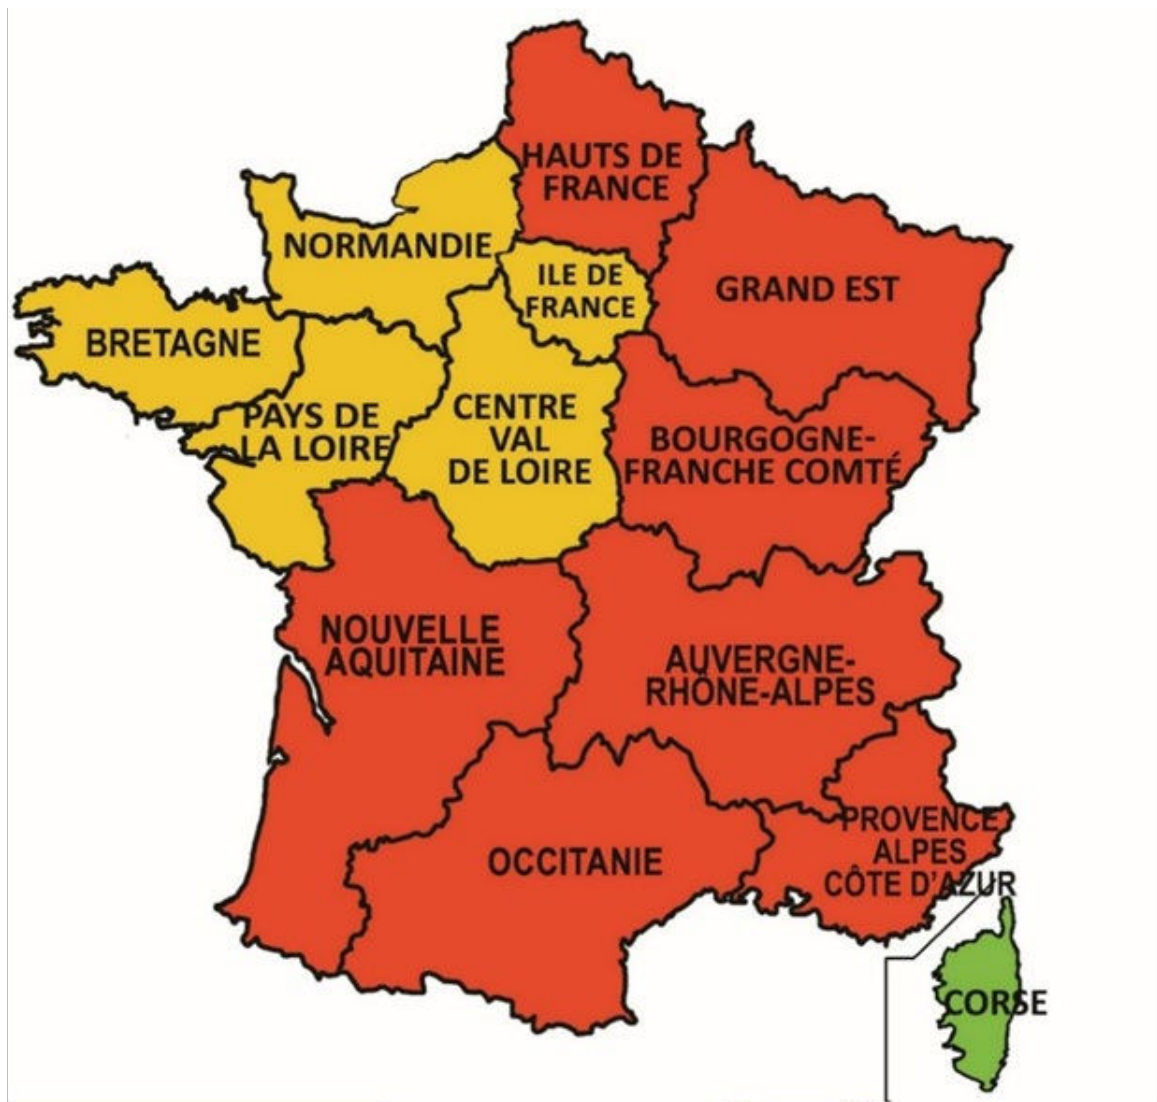 HAUTS DE
FRANCE
NORMANDIE
ILE DE
FRANCE
GRAND EST
BRETAGNE
PAYS DE
LA LOIRE
CENTRE
VAL
DE LOIRE
BOURGOGNE-
FRANCHE COMTÉ
NOUVELLE
AQUITAINE
AUVERGNE-
RHÔNE-ALPES
OCCITANIE
PROVENCE
ALPES
CÔTE D'AZUR
CORSE